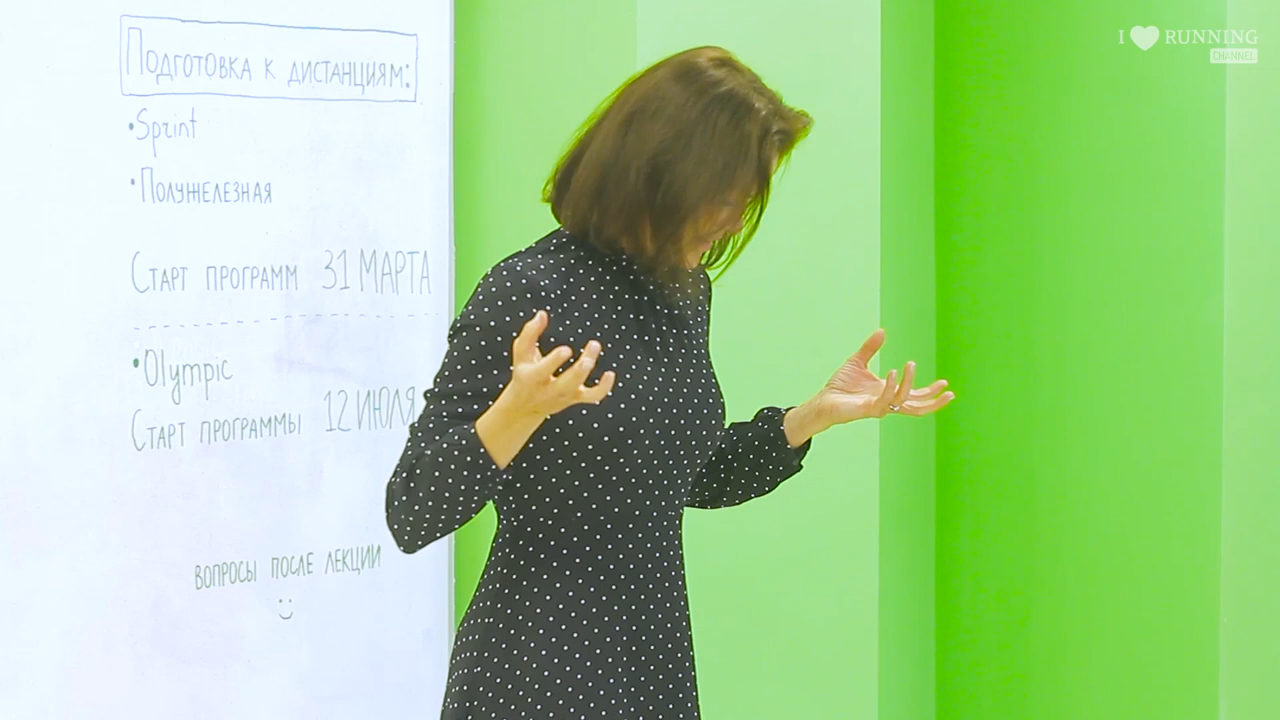 Подготовка к дистанциям:
•Sprint
•Полужелезная
Старт программ 31 МАРТА
•Olympic
Старт программы 12 ИЮЛЯ
вопросы после лекции
I ♥ RUNNING
CHANNEL